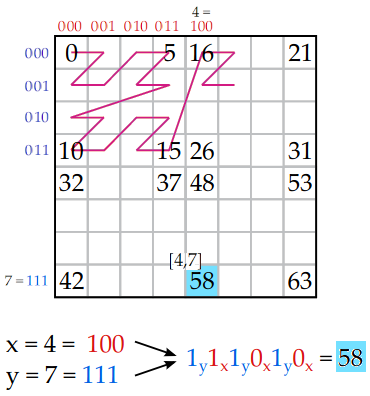 4 =
000 001 010 011 100
000 0 5 16 21
001
010
011 10 15 26 31
32 37 48 53
[4,7]
7 = 111 42 58 63
x = 4 = 100
y = 7 = 111
1y1x1y0x1y0x = 58